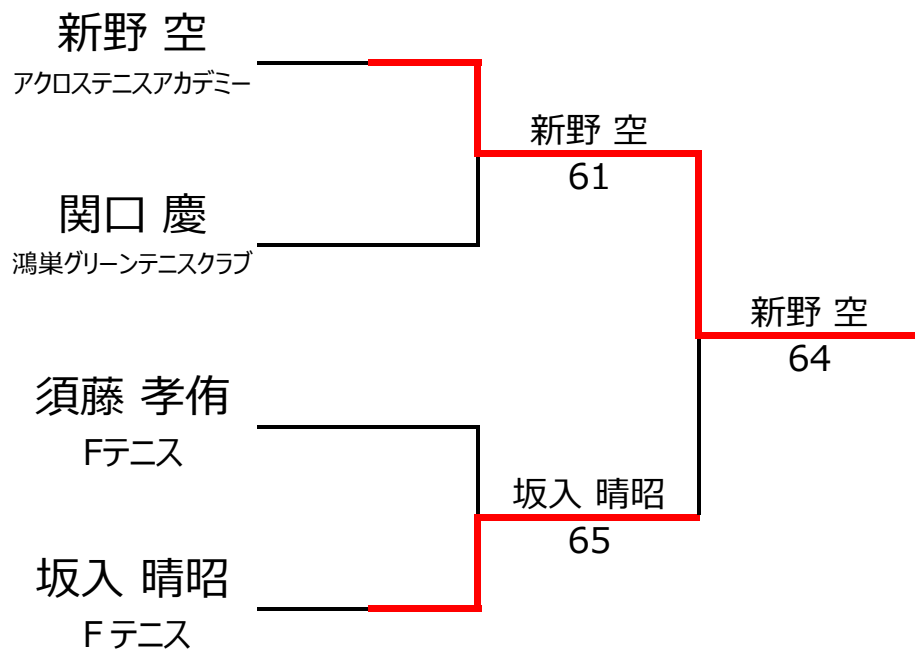 新野 空
アクロステニスアカデミー
新野 空
61
関口 慶
鴻巣グリーンテニスクラブ
新野 空
64
須藤 孝侑
Fテニス
坂入 晴昭
65
坂入 晴昭
F テニス